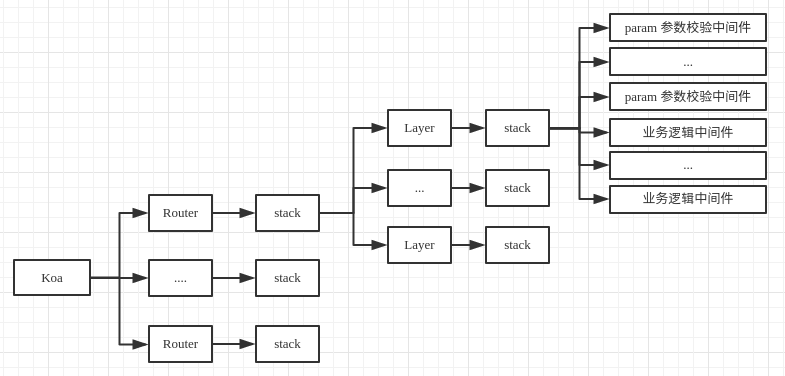 param 参数校验中间件
...
param 参数校验中间件
业务逻辑中间件
...
业务逻辑中间件
Layer
stack
...
stack
Layer
stack
Router
stack
Koa
....
stack
Router
stack